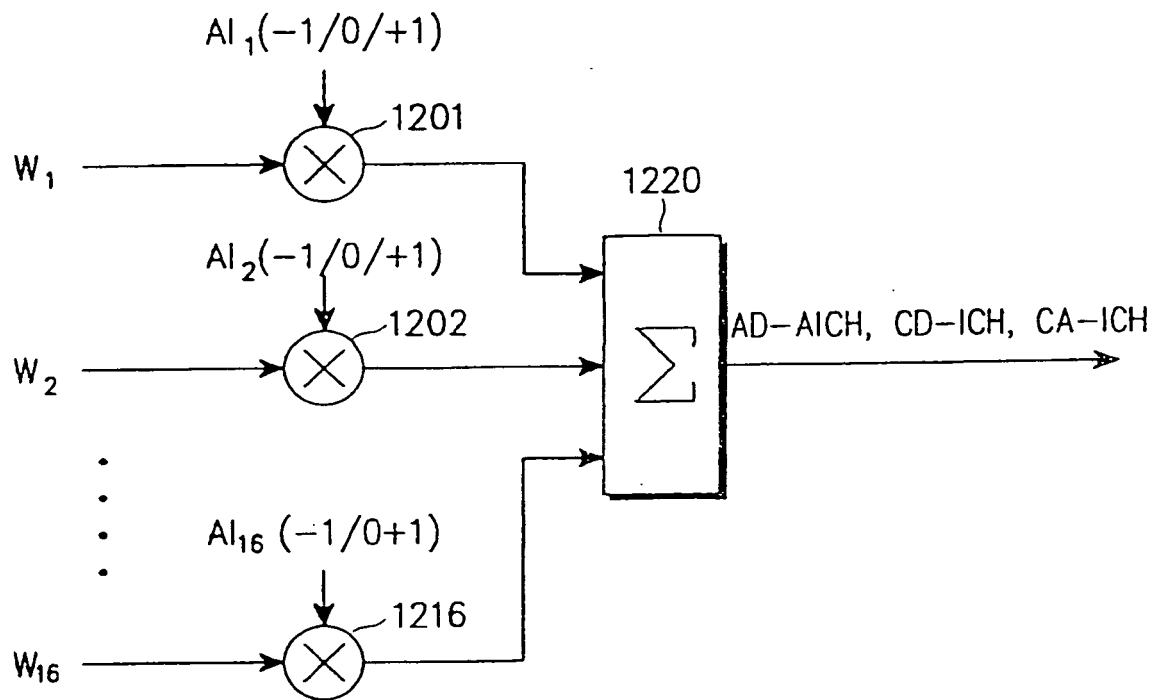 AI₁(−1/0/+1)
1201
W₁
1220
AI₂(−1/0/+1)
1202
W₂
AD−AICH, CD−ICH, CA−ICH
Σ
AI₁₆ (−1/0+1)
1216
W₁₆